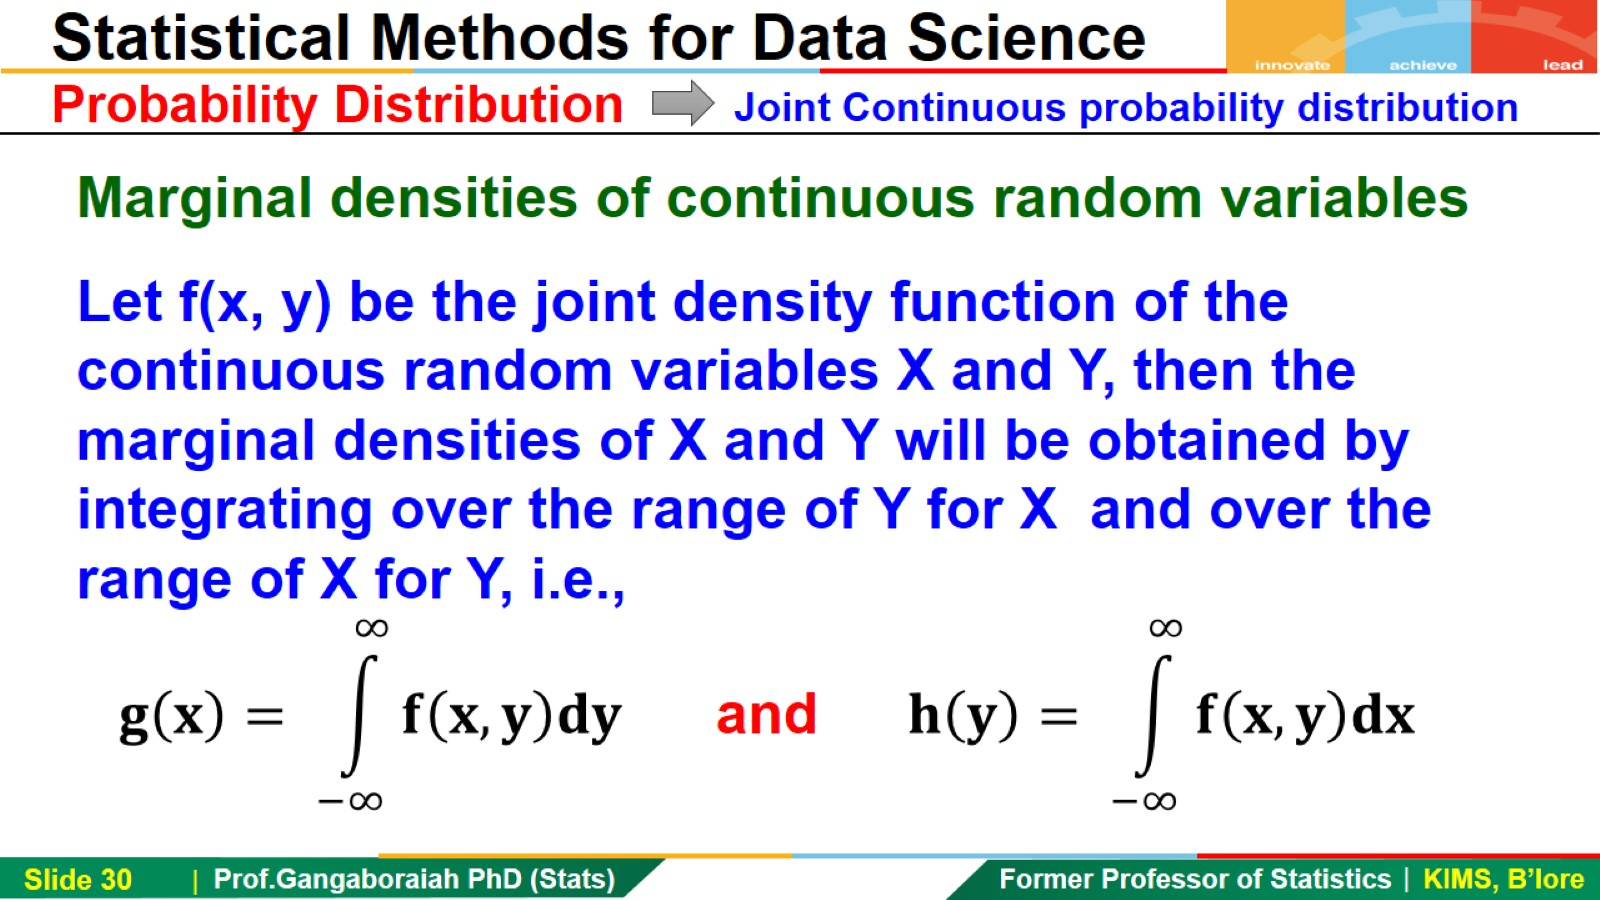 Statistical Methods for Data Science
innovate achieve lead
Probability Distribution Joint Continuous probability distribution
Marginal densities of continuous random variables
Let f(x, y) be the joint density function of the
continuous random variables X and Y, then the
marginal densities of X and Y will be obtained by
integrating over the range of Y for X and over the
range of X for Y, i.e.,
g(x) = ∫_{-∞}^{∞} f(x, y)dy and h(y) = ∫_{-∞}^{∞} f(x, y)dx
Slide 30 | Prof.Gangaboraiah PhD (Stats) Former Professor of Statistics | KIMS, B’lore